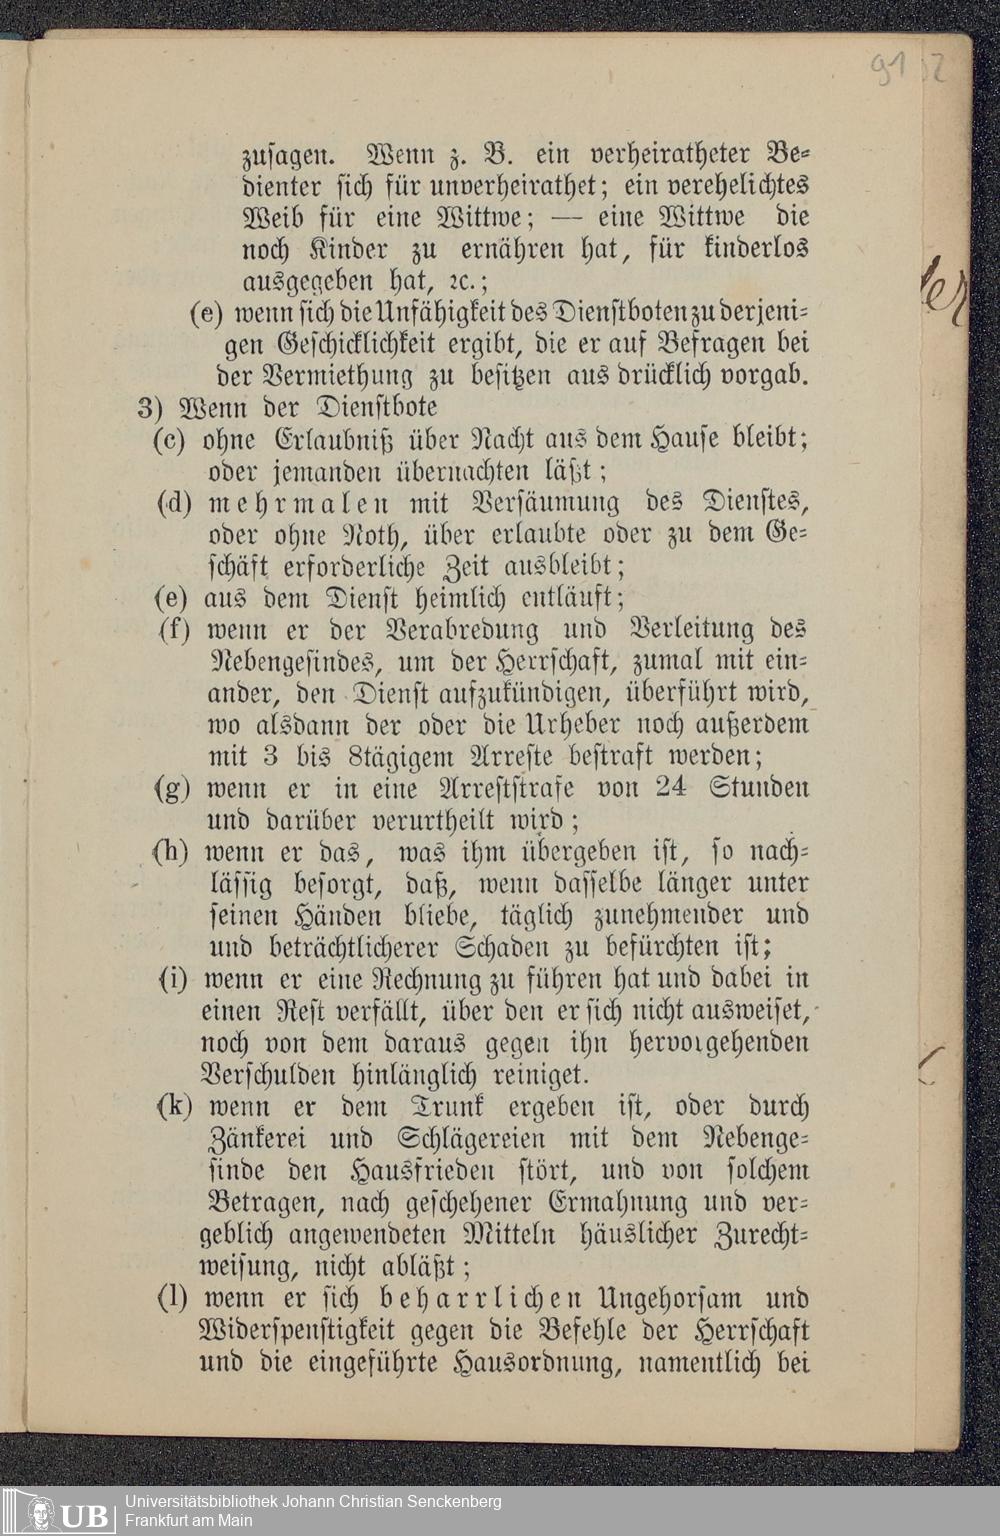 91
zusagen. Wenn z. B. ein verheiratheter Be-
dienter sich für unverheirathet; ein verehelichtes
Weib für eine Wittwe; — eine Wittwe die
noch Kinder zu ernähren hat, für kinderlos
ausgegeben hat, ꝛc.;
(e) wenn sich die Unfähigkeit des Dienstboten zu derjeni-
gen Geschicklichkeit ergibt, die er auf Befragen bei
der Vermiethung zu besitzen aus drücklich vorgab.
3) Wenn der Dienstbote
(c) ohne Erlaubniß über Nacht aus dem Hause bleibt;
oder jemanden übernachten läßt;
(d) mehrmalen mit Versäumung des Dienstes,
oder ohne Noth, über erlaubte oder zu dem Ge-
schäft erforderliche Zeit ausbleibt;
(e) aus dem Dienst heimlich entläuft;
(f) wenn er der Verabredung und Verleitung des
Nebengesindes, um der Herrschaft, zumal mit ein-
ander, den Dienst aufzukündigen, überführt wird,
wo alsdann der oder die Urheber noch außerdem
mit 3 bis 8tägigem Arreste bestraft werden;
(g) wenn er in eine Arreststrafe von 24 Stunden
und darüber verurtheilt wird;
(h) wenn er das, was ihm übergeben ist, so nach-
lässig besorgt, daß, wenn dasselbe länger unter
seinen Händen bliebe, täglich zunehmender und
und beträchtlicherer Schaden zu befürchten ist;
(i) wenn er eine Rechnung zu führen hat und dabei in
einen Rest verfällt, über den er sich nicht ausweiset,
noch von dem daraus gegen ihn hervorgehenden
Verschulden hinlänglich reiniget.
(k) wenn er dem Trunk ergeben ist, oder durch
Zänkerei und Schlägereien mit dem Nebenge-
sinde den Hausfrieden stört, und von solchem
Betragen, nach geschehener Ermahnung und ver-
geblich angewendeten Mitteln häuslicher Zurecht-
weisung, nicht abläßt;
(l) wenn er sich beharrlichen Ungehorsam und
Widerspenstigkeit gegen die Befehle der Herrschaft
und die eingeführte Hausordnung, namentlich bei
UB
Universitätsbibliothek Johann Christian Senckenberg
Frankfurt am Main